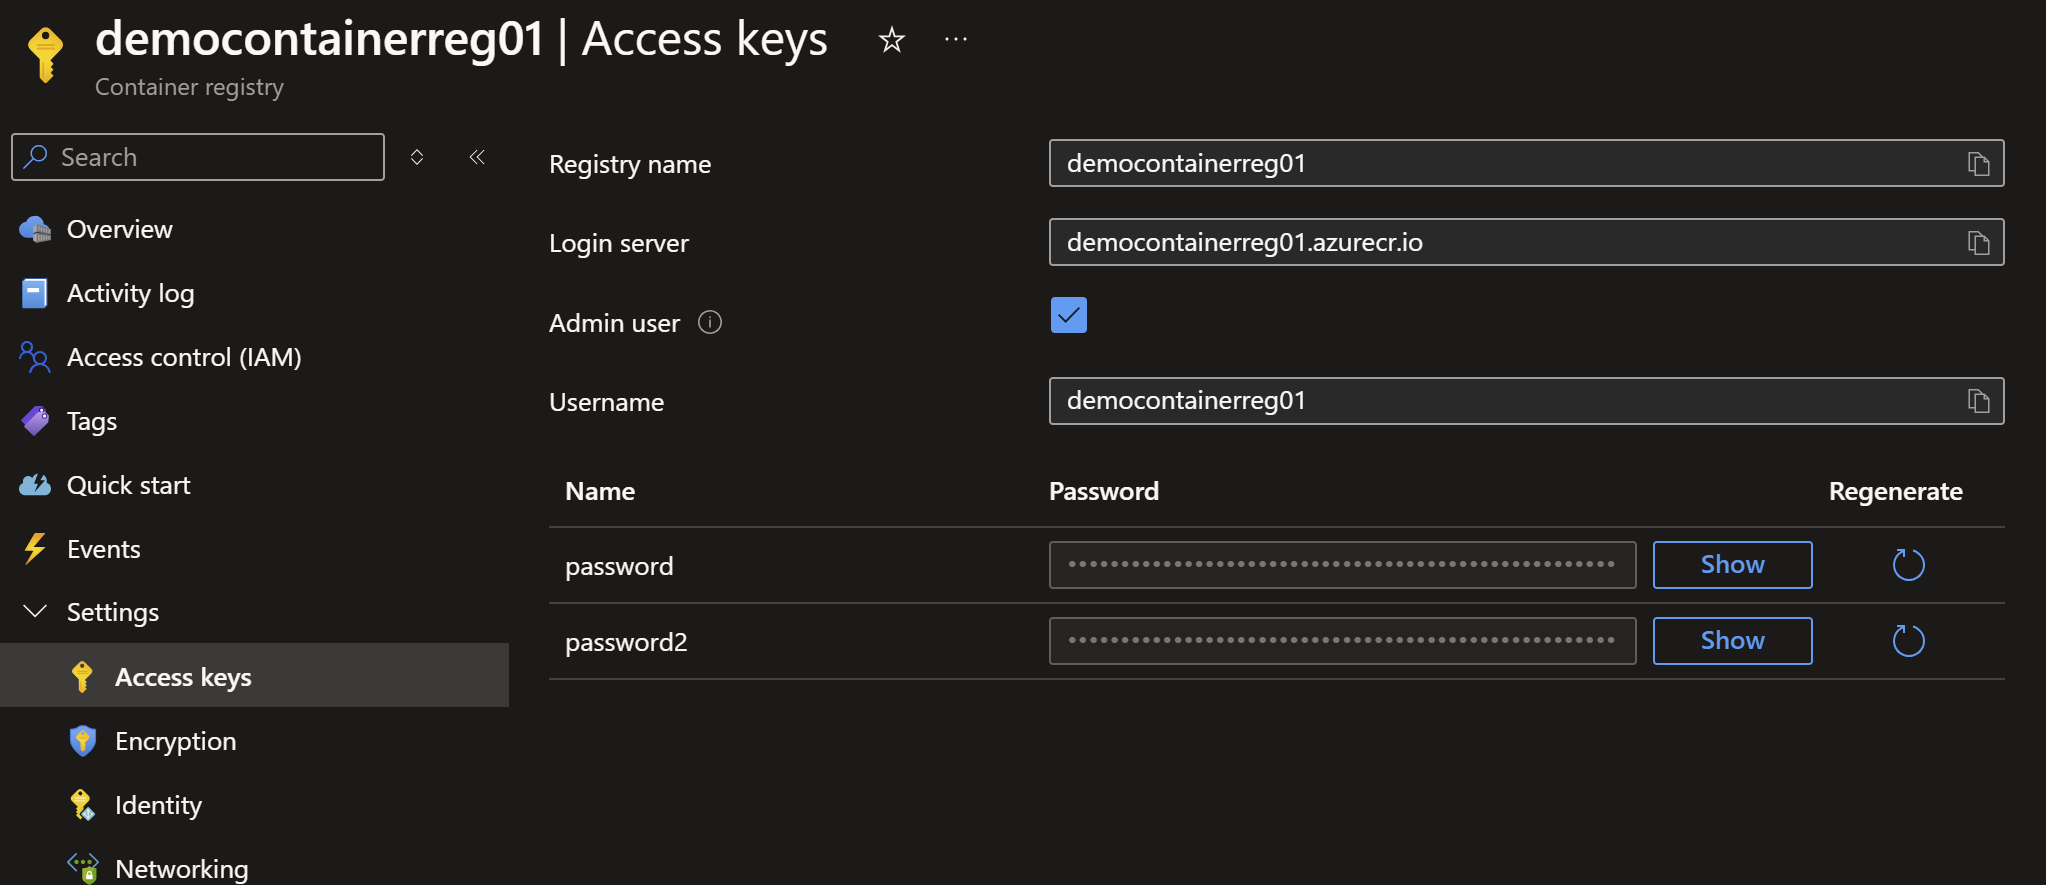 democontainerreg01 | Access keys
Container registry
Search
Overview
Activity log
Access control (IAM)
Tags
Quick start
Events
Settings
Access keys
Encryption
Identity
Networking
Registry name
democontainerreg01
Login server
democontainerreg01.azurecr.io
Admin user
Username
democontainerreg01
Name Password Regenerate
password Show
password2 Show